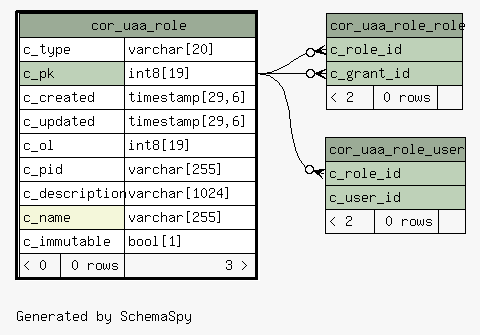 cor_uaa_role
c_type varchar[20]
c_pk int8[19]
c_created timestamp[29,6]
c_updated timestamp[29,6]
c_ol int8[19]
c_pid varchar[255]
c_description varchar[1024]
c_name varchar[255]
c_immutable bool[1]
< 0 0 rows 3 >
cor_uaa_role_role
c_role_id
c_grant_id
< 2 0 rows
cor_uaa_role_user
c_role_id
c_user_id
< 2 0 rows
Generated by SchemaSpy